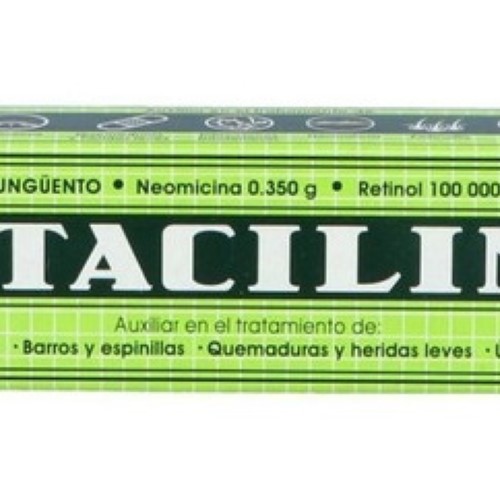 UNGÜENTO • Neomicina 0.350 g • Retinol 100 000
TACILI
Auxiliar en el tratamiento de:
· Barros y espinillas · Quemaduras y heridas leves · U